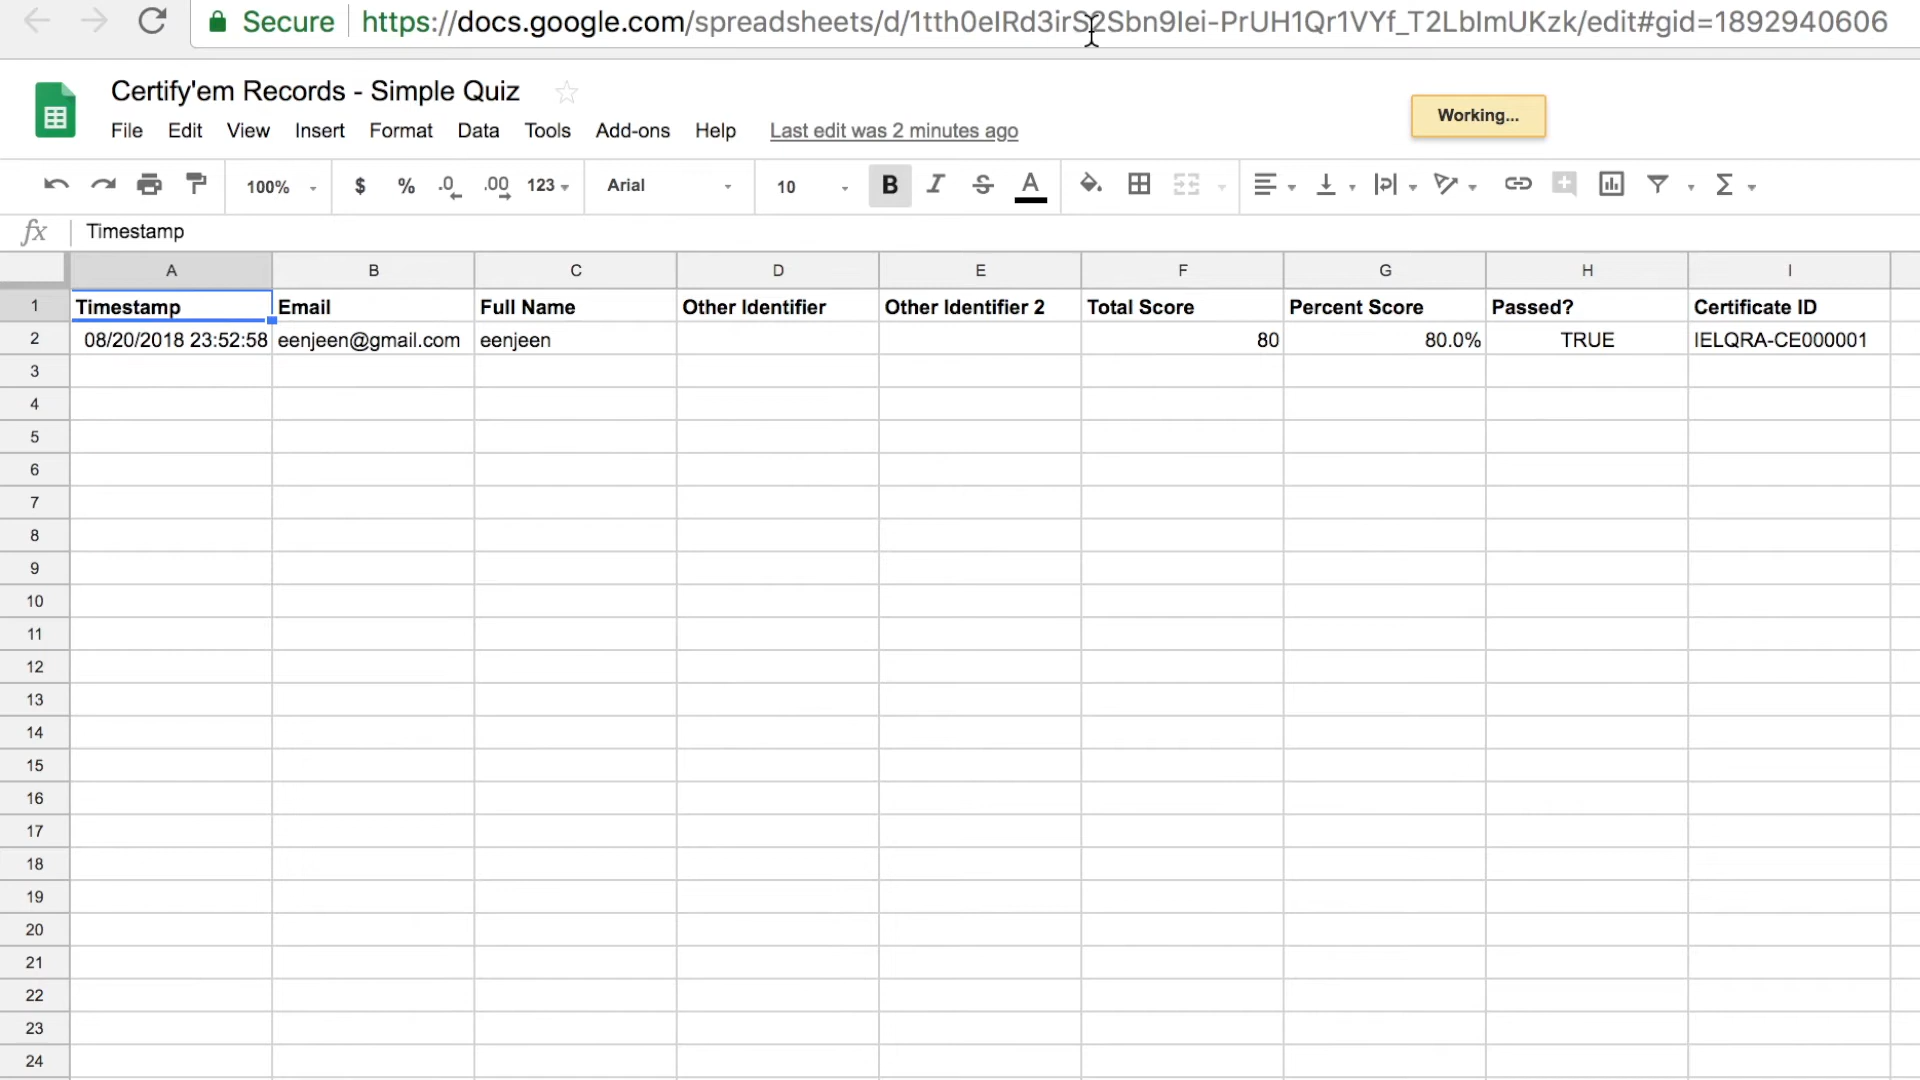 Secure https://docs.google.com/spreadsheets/d/1tth0eIRd3irS2Sbn9Iei-PrUH1Qr1VYf_T2LbImUKzk/edit#gid=1892940606
Certify'em Records - Simple Quiz
Working...
File Edit View Insert Format Data Tools Add-ons Help Last edit was 2 minutes ago
100% $ % .0 .00 123 Arial 10 B I S A Σ
fx Timestamp
A B C D E F G H I
1 Timestamp Email Full Name Other Identifier Other Identifier 2 Total Score Percent Score Passed? Certificate ID
2 08/20/2018 23:52:58 eenjeen@gmail.com eenjeen 80 80.0% TRUE IELQRA-CE000001
3
4
5
6
7
8
9
10
11
12
13
14
15
16
17
18
19
20
21
22
23
24